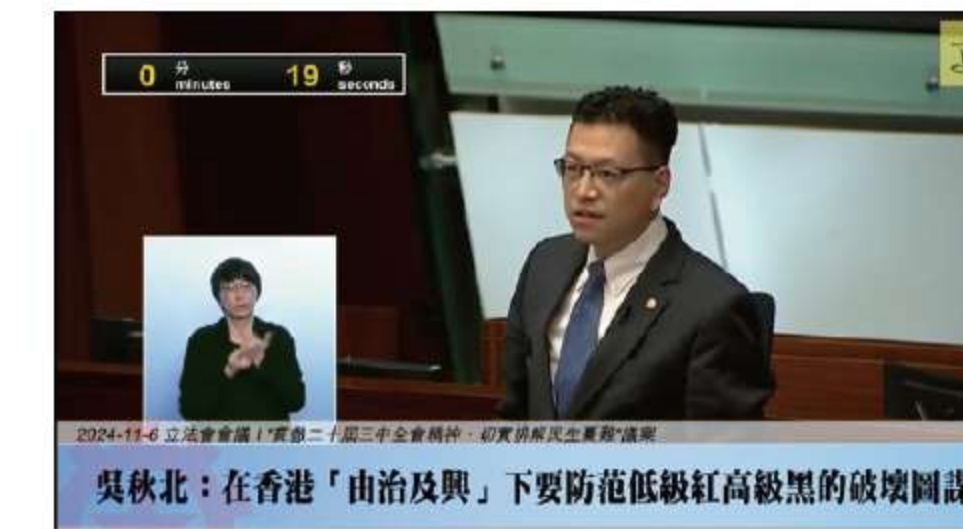 0 分 minutes 19 秒 seconds
2024-11-6 立法會會議 | "貫徹二十屆三中全會精神，切實排解民生憂難"議案
吳秋北：在香港「由治及興」下要防范低級紅高級黑的破壞圖謀